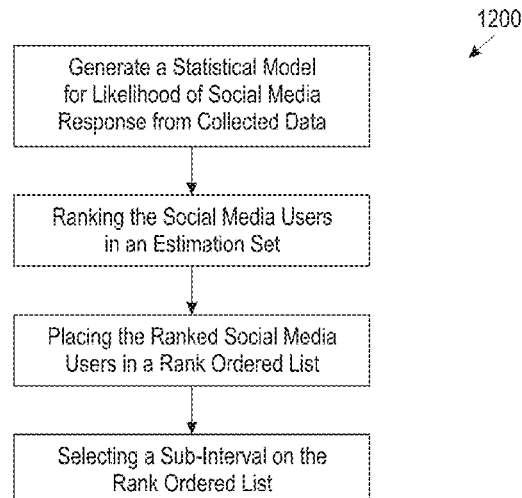 1200
Generate a Statistical Model
for Likelihood of Social Media
Response from Collected Data
Ranking the Social Media Users
in an Estimation Set
Placing the Ranked Social Media
Users in a Rank Ordered List
Selecting a Sub-Interval on the
Rank Ordered List